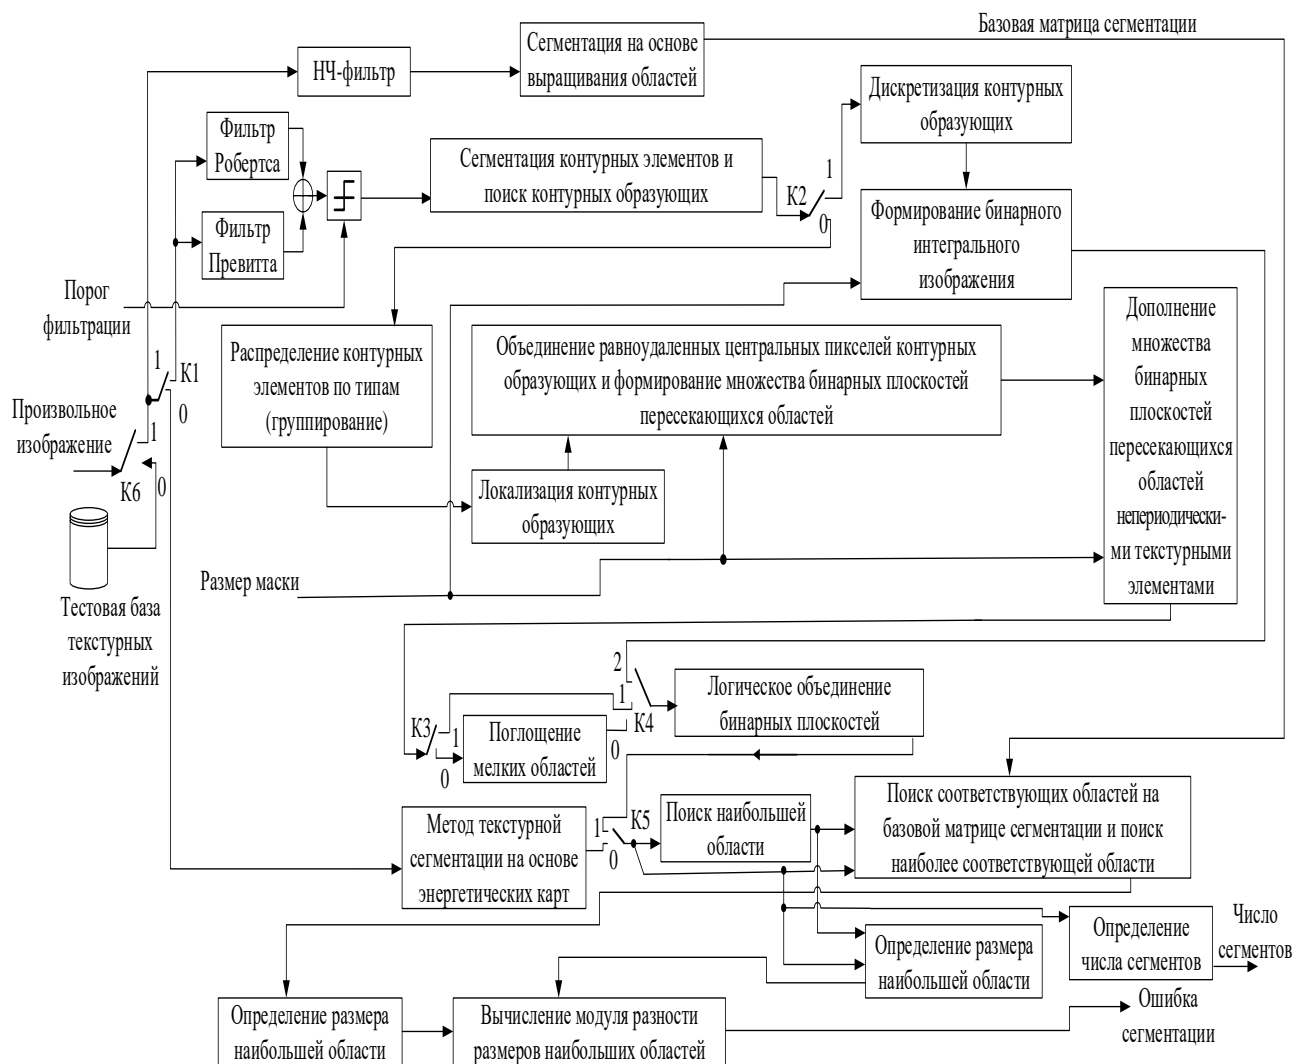 Базовая матрица сегментации
Сегментация на основе
выращивания областей
НЧ-фильтр
Дискретизация контурных
образующих
Фильтр
Робертса
Сегментация контурных элементов и
поиск контурных образующих
К2
1
0
Формирование бинарного
интегрального
изображения
Фильтр
Превитта
Порог
фильтрации
Дополнение
множества
бинарных
плоскостей
пересекающихся
областей
непериодически-
ми текстурными
элементами
Распределение контурных
элементов по типам
(группирование)
Объединение равноудаленных центральных пикселей контурных
образующих и формирование множества бинарных плоскостей
пересекающихся областей
1
К1
0
Произвольное
изображение
1
К6
0
Локализация контурных
образующих
Размер маски
Тестовая база
текстурных
изображений
2
1
К4
0
Логическое объединение
бинарных плоскостей
К3
1
0
Поглощение
мелких областей
Метод текстурной
сегментации на основе
энергетических карт
1
К5
0
Поиск наибольшей
области
Поиск соответствующих областей на
базовой матрице сегментации и поиск
наиболее соответствующей области
Определение
числа сегментов
Число
сегментов
Определение размера
наибольшей области
Определение размера
наибольшей области
Вычисление модуля разности
размеров наибольших областей
Ошибка
сегментации